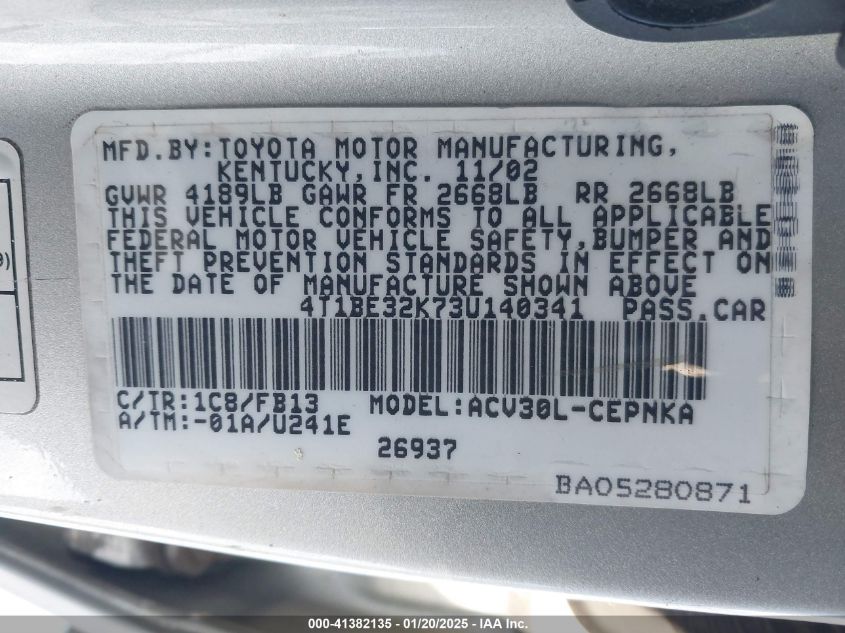 MFD.BY:TOYOTA MOTOR MANUFACTURING,
KENTUCKY,INC. 11/02
GVWR 4189LB GAWR FR 2668LB RR 2668LB
THIS VEHICLE CONFORMS TO ALL APPLICABLE
FEDERAL MOTOR VEHICLE SAFETY,BUMPER AND
THEFT PREVENTION STANDARDS IN EFFECT ON
THE DATE OF MANUFACTURE SHOWN ABOVE
4T1BE32K73U140341 PASS.CAR
C/TR:1C8/FB13 MODEL:ACV30L-CEPNKA
A/TM:-01A/U241E
26937
BA05280871
9)
000-41382135 - 01/20/2025 - IAA Inc.